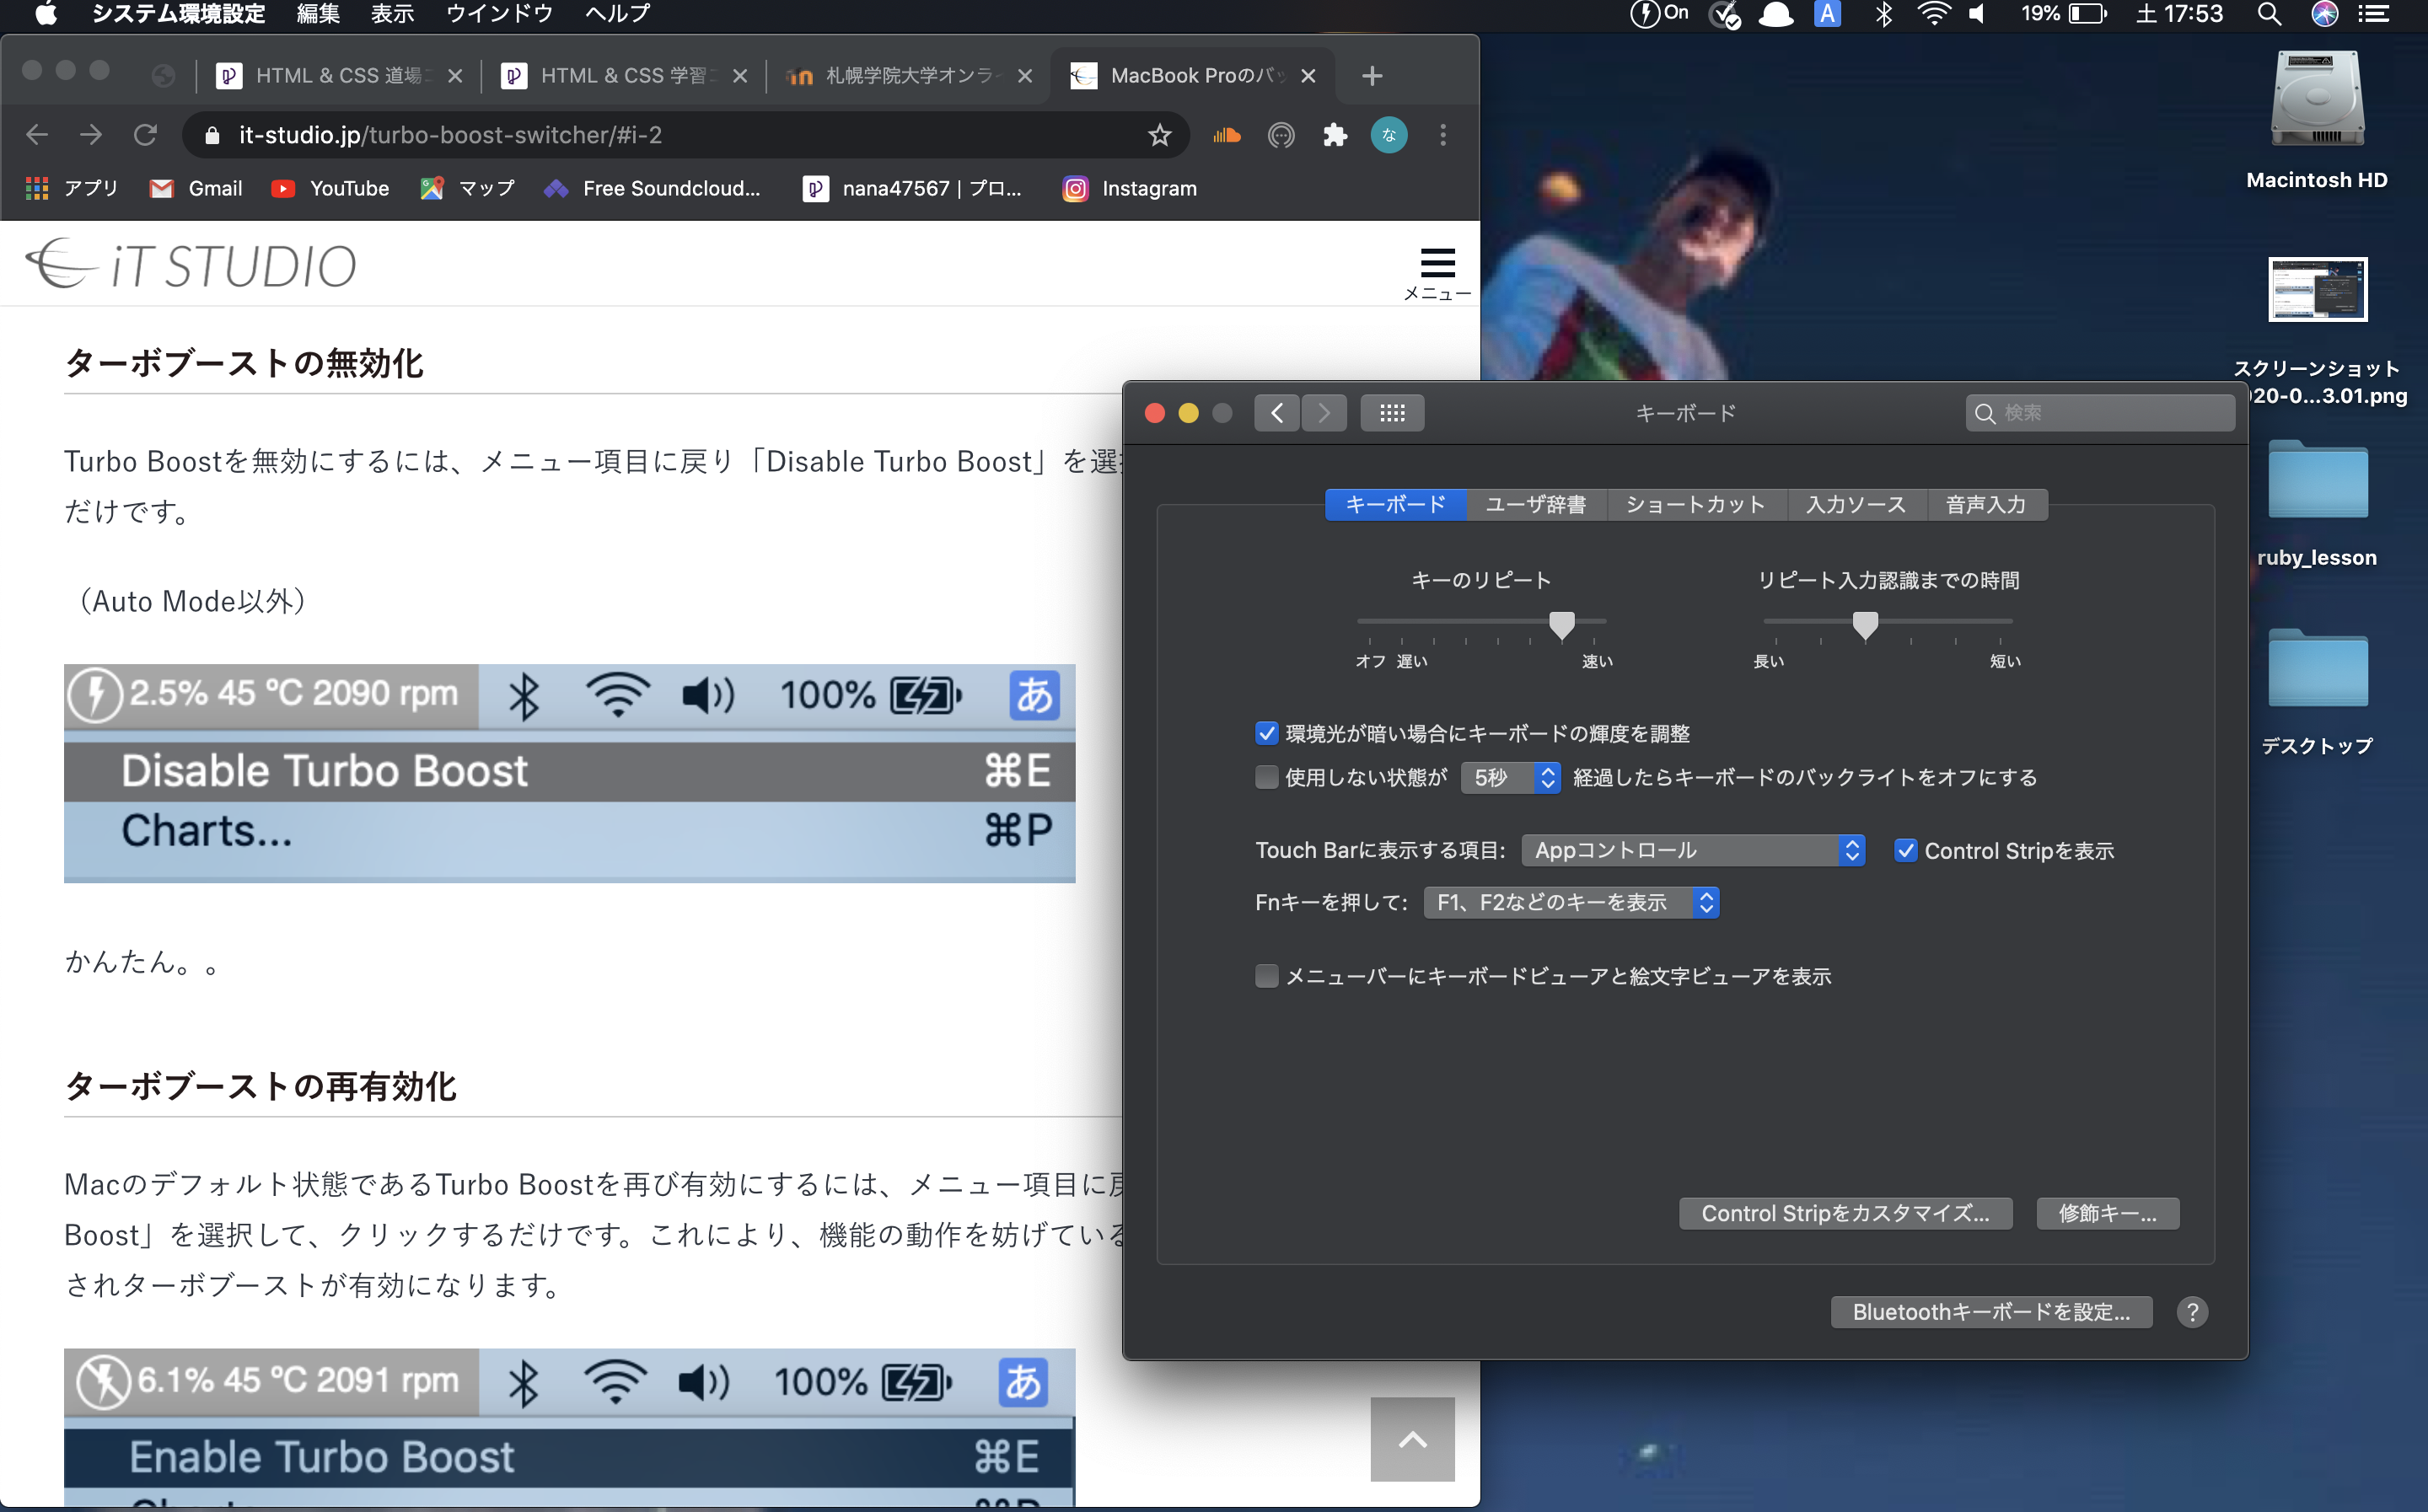 システム環境設定 編集 表示 ウインドウ ヘルプ
On A 19% 土 17:53
HTML & CSS 道場
HTML & CSS 学習
札幌学院大学オンラ
MacBook Proのバッ
it-studio.jp/turbo-boost-switcher/#i-2
な
アプリ Gmail YouTube マップ Free Soundcloud... nana47567 | プロ... Instagram
iT STUDIO
メニュー
ターボブーストの無効化
Turbo Boostを無効にするには、メニュー項目に戻り「Disable Turbo Boost」を選
だけです。
（Auto Mode以外）
2.5% 45 ℃ 2090 rpm 100% あ
Disable Turbo Boost ⌘E
Charts... ⌘P
かんたん。。
ターボブーストの再有効化
Macのデフォルト状態であるTurbo Boostを再び有効にするには、メニュー項目に戻
Boost」を選択して、クリックするだけです。これにより、機能の動作を妨げている
されターボブーストが有効になります。
6.1% 45 ℃ 2091 rpm 100% あ
Enable Turbo Boost ⌘E
キーボード
検索
キーボード ユーザ辞書 ショートカット 入力ソース 音声入力
キーのリピート リピート入力認識までの時間
オフ 遅い 速い 長い 短い
環境光が暗い場合にキーボードの輝度を調整
使用しない状態が 5秒 経過したらキーボードのバックライトをオフにする
Touch Barに表示する項目: Appコントロール Control Stripを表示
Fnキーを押して: F1、F2などのキーを表示
メニューバーにキーボードビューアと絵文字ビューアを表示
Control Stripをカスタマイズ... 修飾キー...
Bluetoothキーボードを設定... ?
Macintosh HD
スクリーンショット
20-0...3.01.png
ruby_lesson
デスクトップ